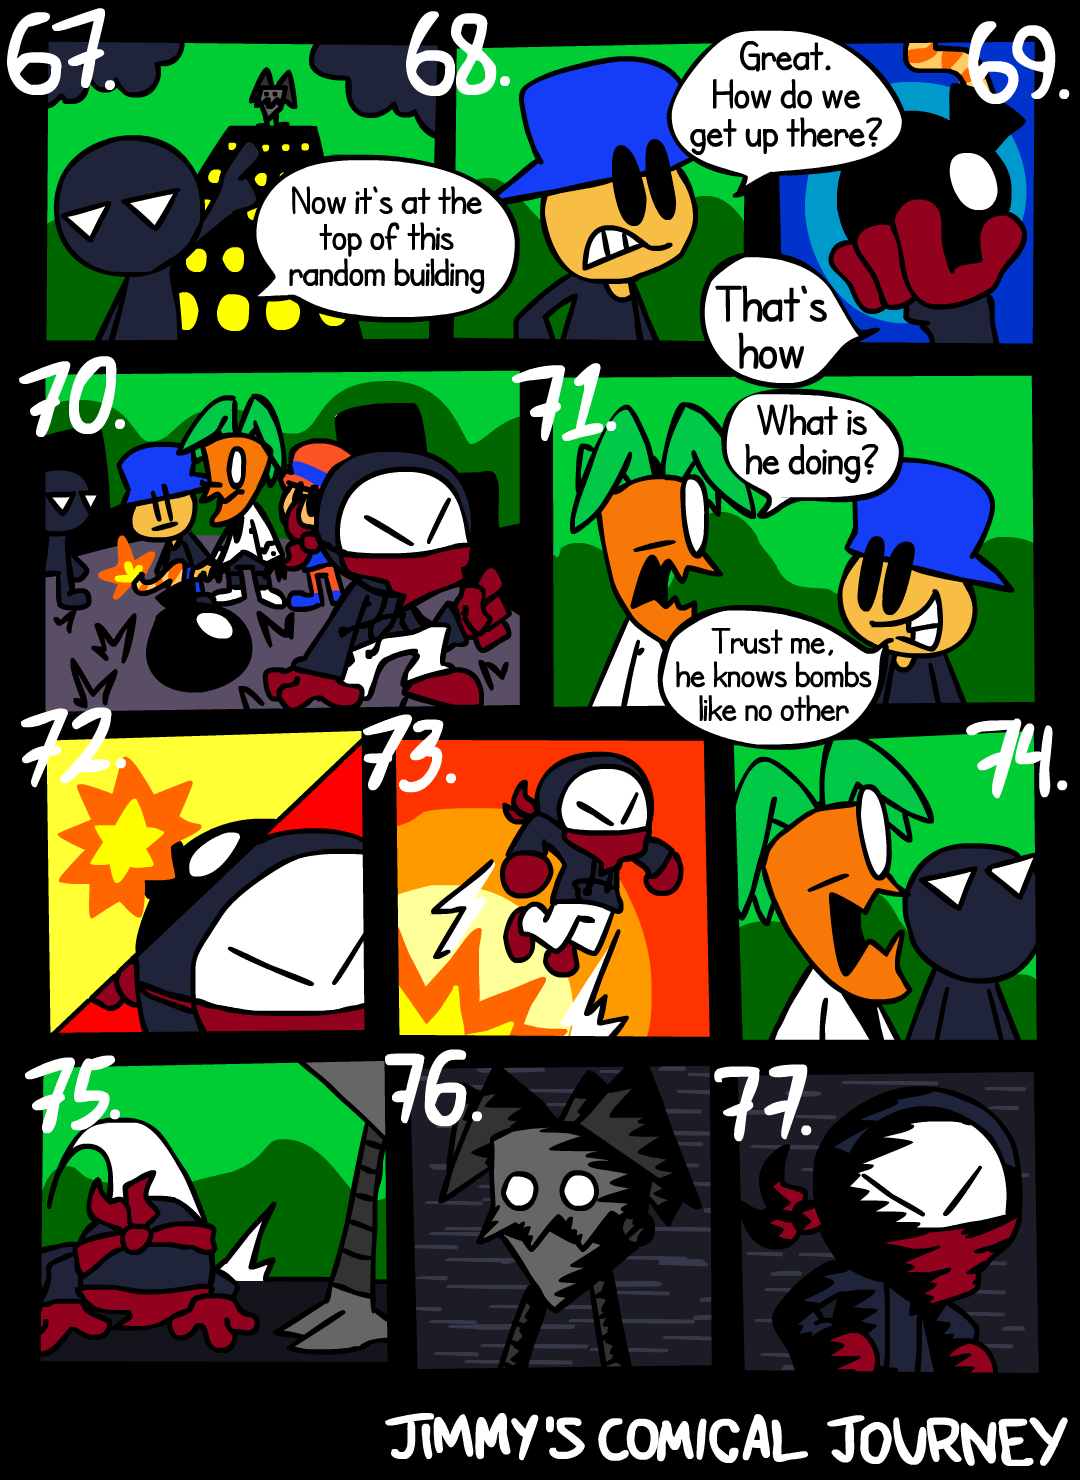 67.
Now it's at the
top of this
random building
68.
Great.
How do we
get up there?
69.
That's
how
70.
71.
What is
he doing?
Trust me,
he knows bombs
like no other
72.
73.
74.
75.
76.
77.
JIMMY'S COMICAL JOURNEY